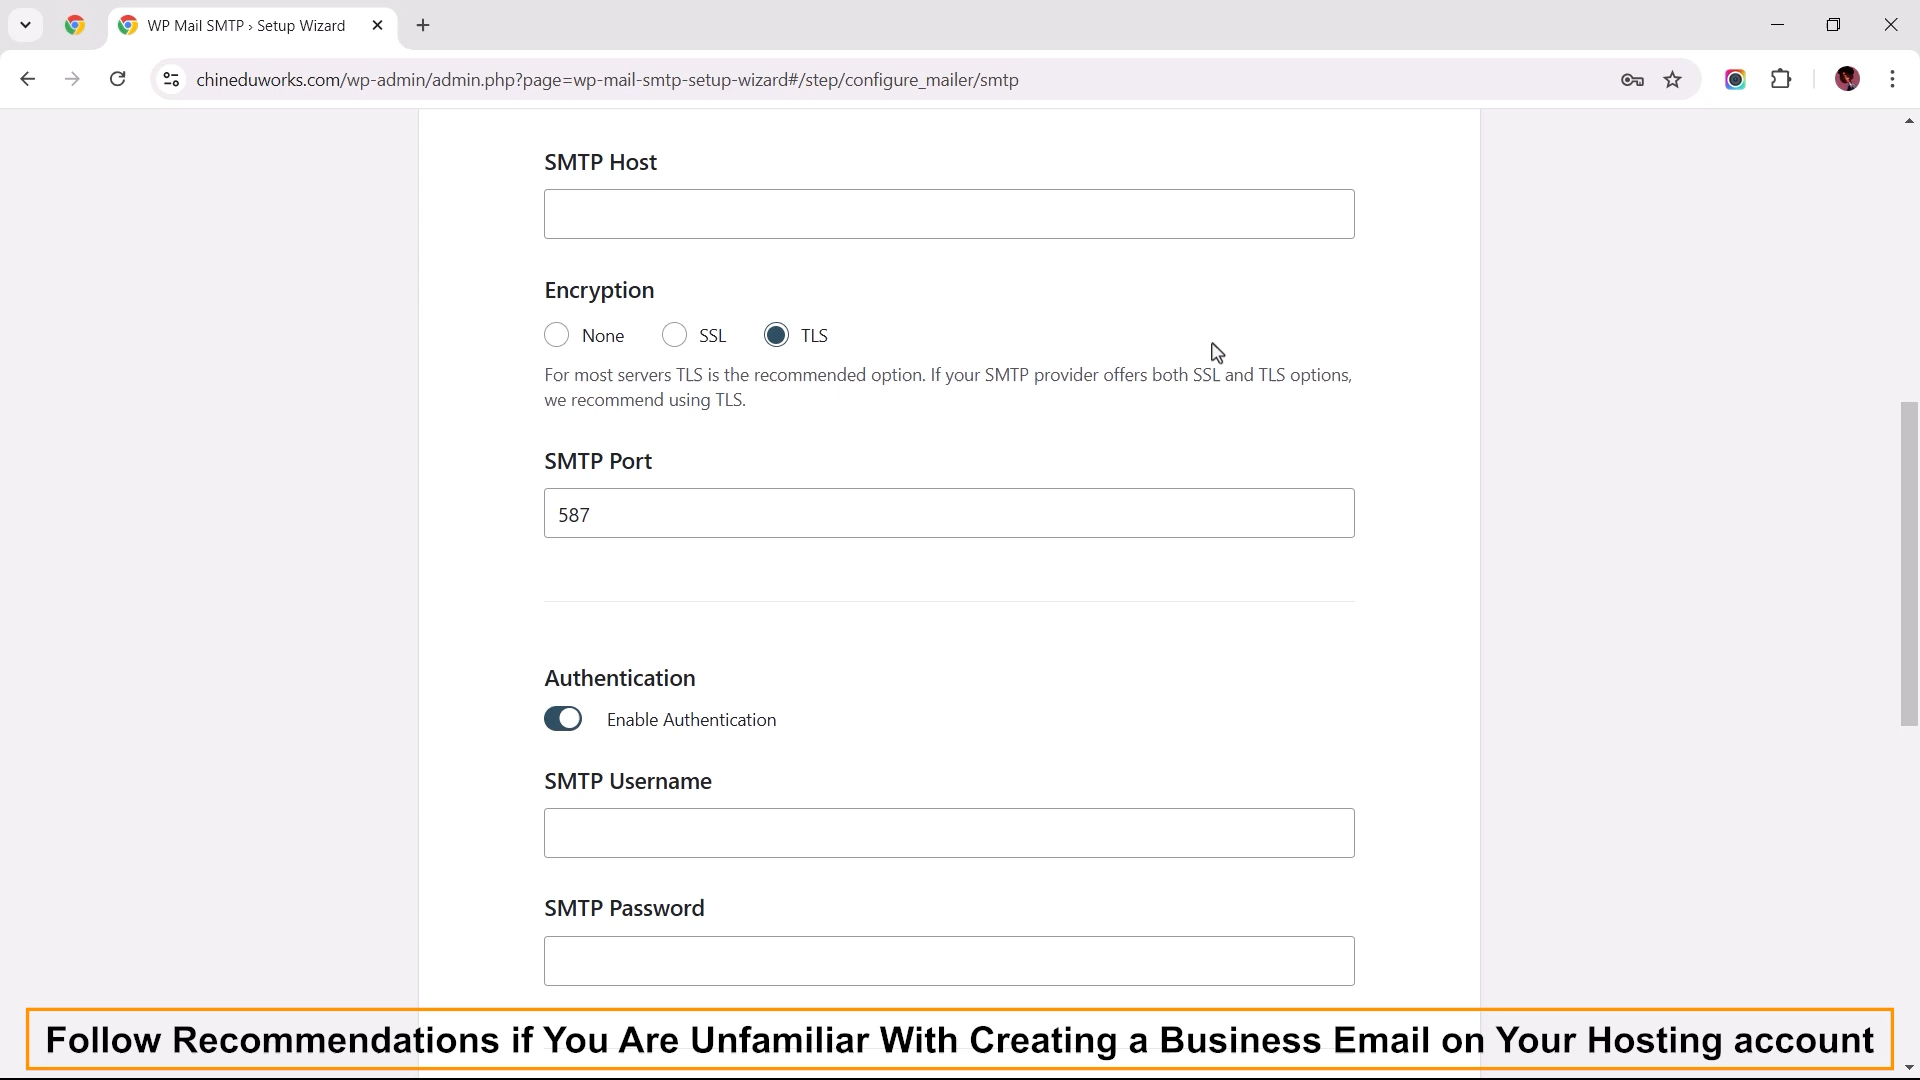 WP Mail SMTP › Setup Wizard
chineduworks.com/wp-admin/admin.php?page=wp-mail-smtp-setup-wizard#/step/configure_mailer/smtp
SMTP Host
Encryption
None SSL TLS
For most servers TLS is the recommended option. If your SMTP provider offers both SSL and TLS options,
we recommend using TLS.
SMTP Port
587
Authentication
Enable Authentication
SMTP Username
SMTP Password
Follow Recommendations if You Are Unfamiliar With Creating a Business Email on Your Hosting account